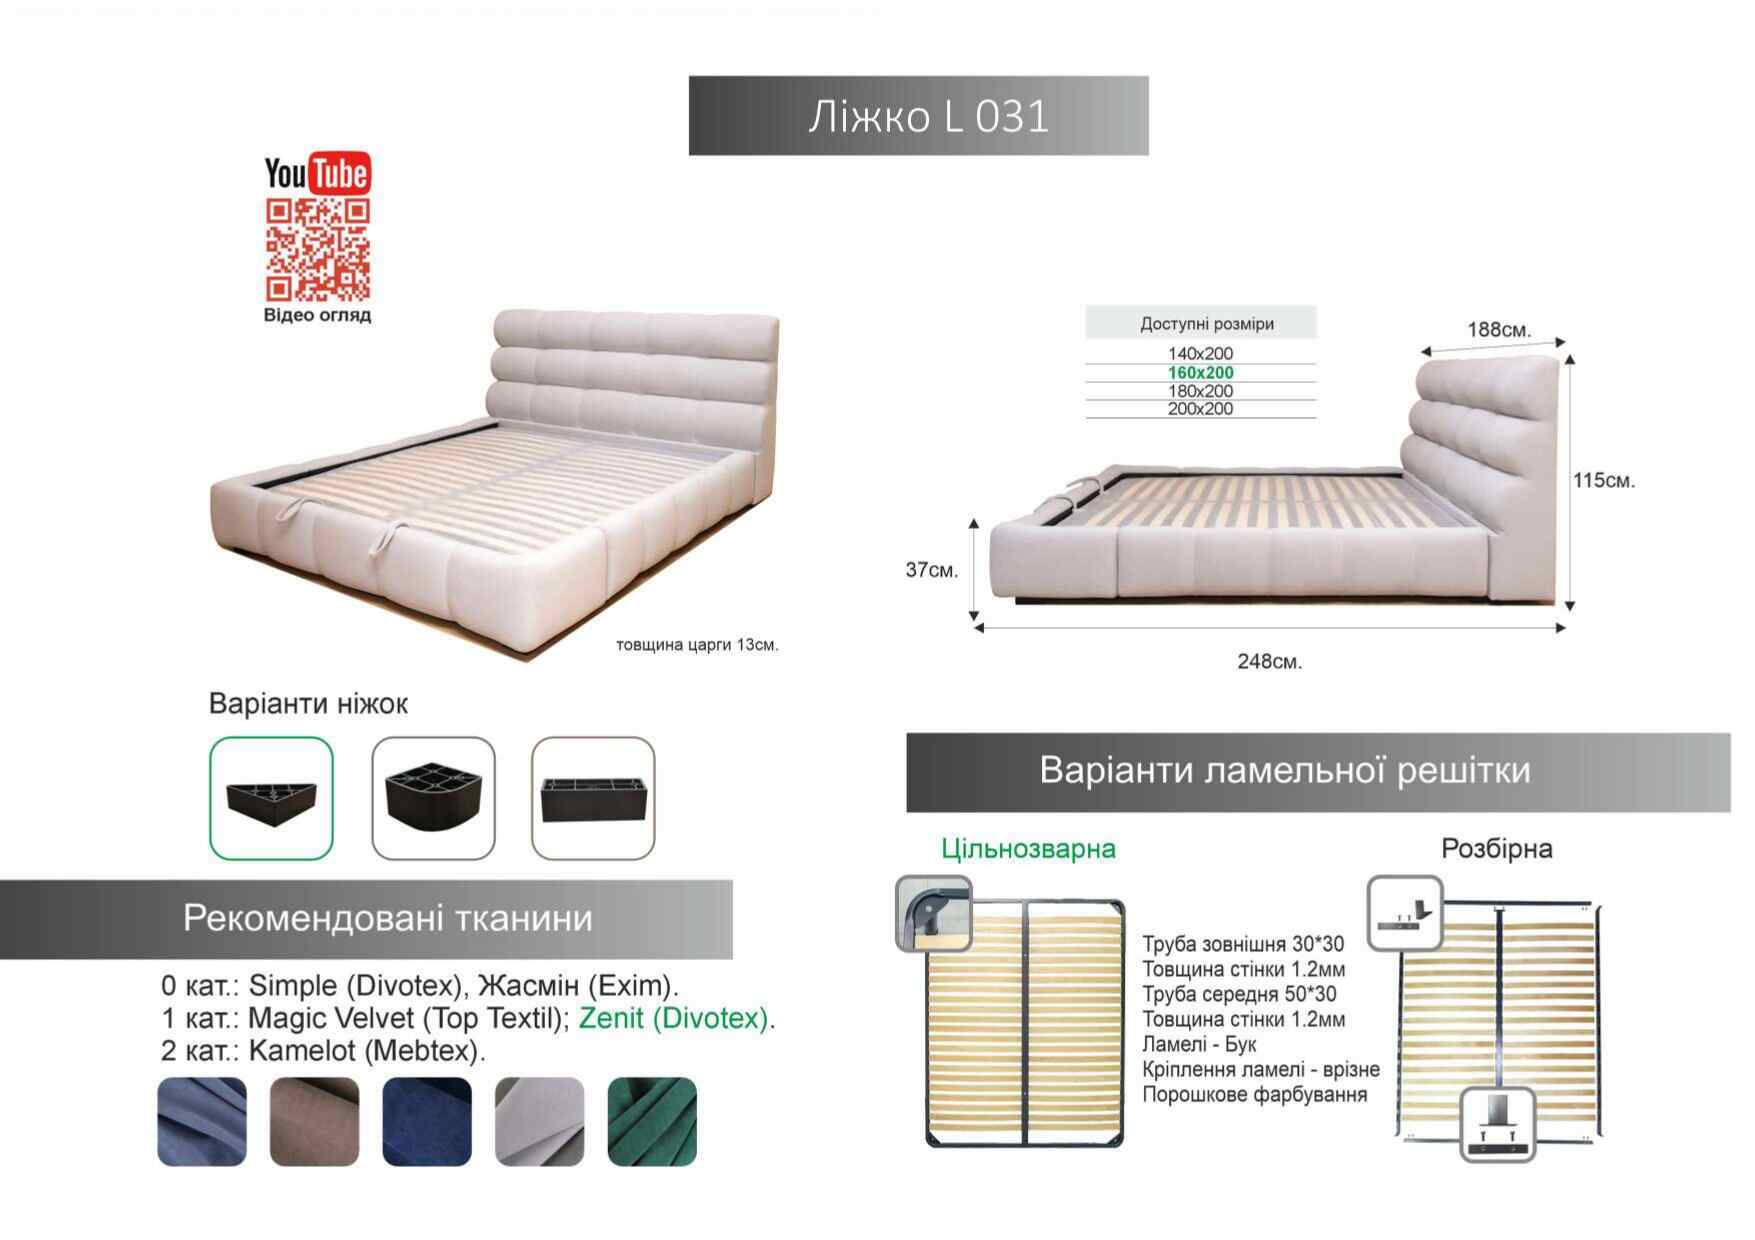 Ліжко L 031
YouTube
Відео огляд
товщина царги 13см.
Доступні розміри
140x200
160x200
180x200
200x200
188см.
115см.
37см.
248см.
Варіанти ніжок
Рекомендовані тканини
0 кат.: Simple (Divotex), Жасмін (Exim).
1 кат.: Magic Velvet (Top Textil); Zenit (Divotex).
2 кат.: Kamelot (Mebtex).
Варіанти ламельної решітки
Цільнозварна
Розбірна
Труба зовнішня 30*30
Товщина стінки 1.2мм
Труба середня 50*30
Товщина стінки 1.2мм
Ламелі - Бук
Кріплення ламелі - врізне
Порошкове фарбування